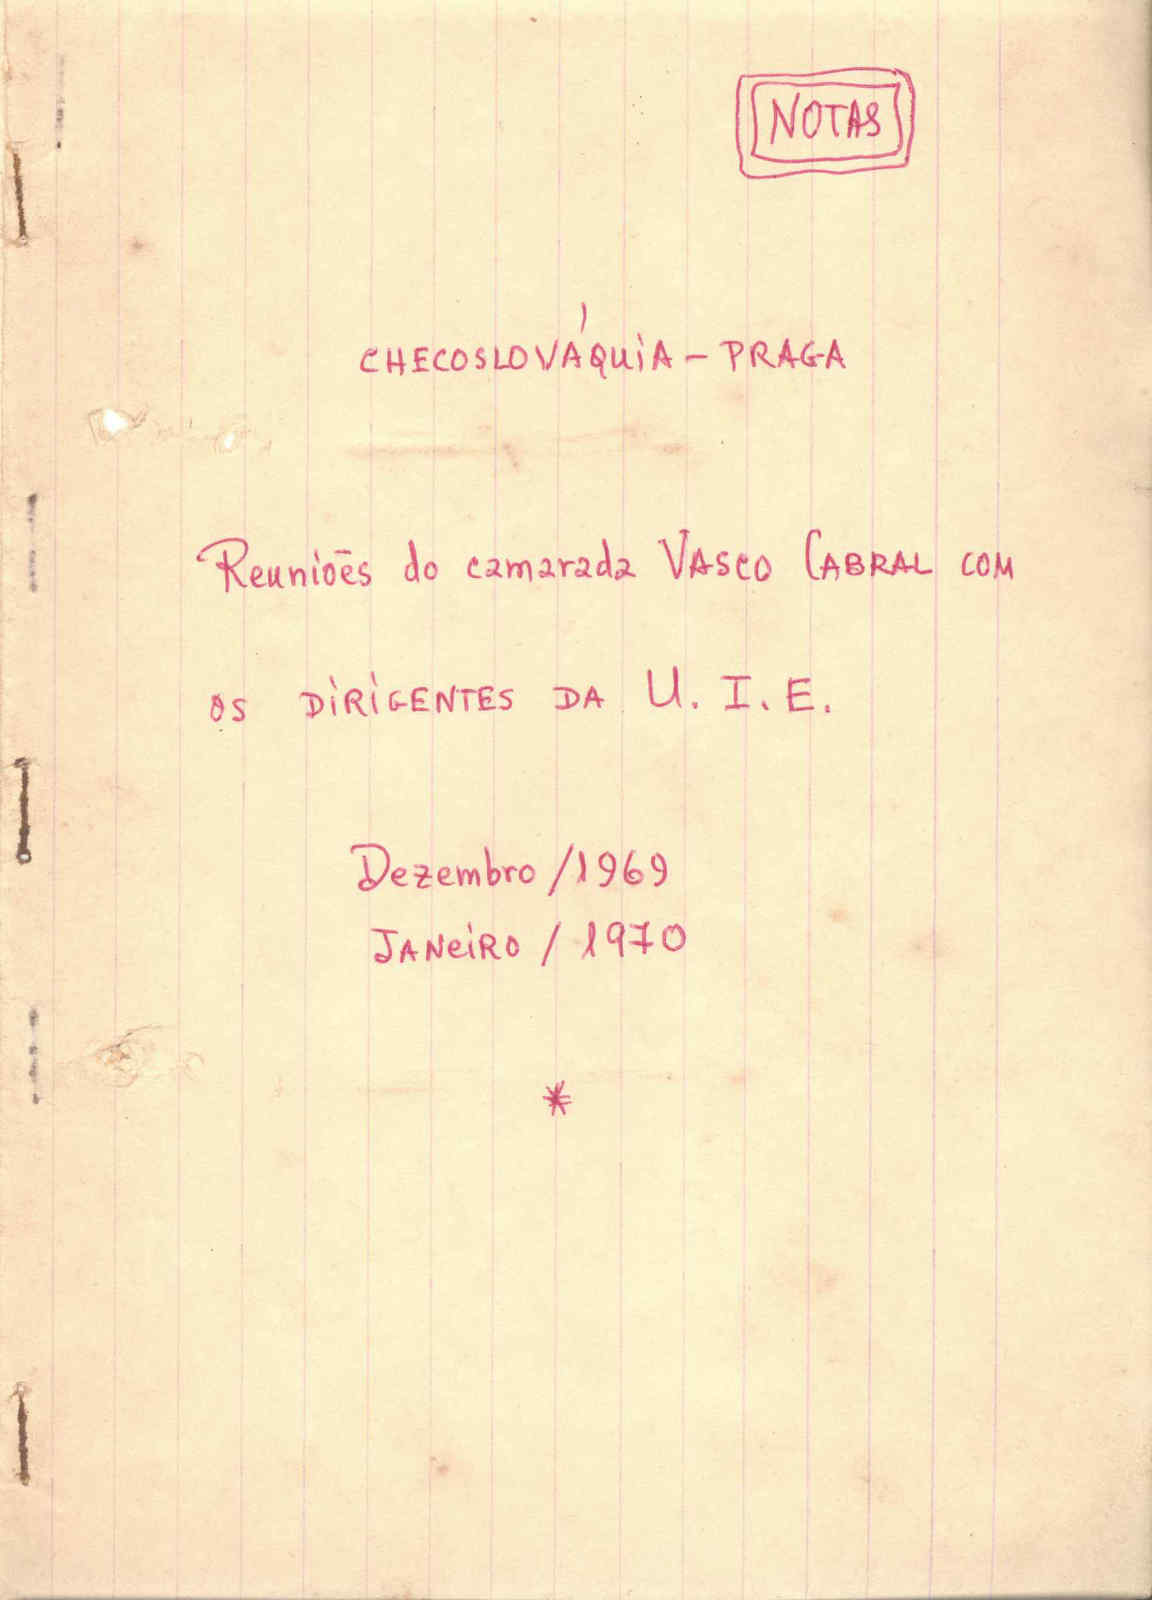 NOTAS
CHECOSLOVÁQUIA - PRAGA
Reuniões do camarada VASCO CABRAL COM
OS DIRIGENTES DA U. I. E.
Dezembro / 1969
JANEIRO / 1970
*